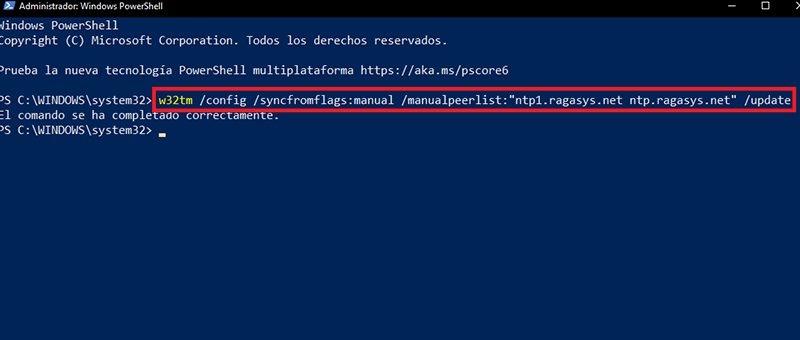 Administrador: Windows PowerShell
Windows PowerShell
Copyright (C) Microsoft Corporation. Todos los derechos reservados.
Prueba la nueva tecnología PowerShell multiplataforma https://aka.ms/pscore6
PS C:\WINDOWS\system32> w32tm /config /syncfromflags:manual /manualpeerlist:"ntp1.ragasys.net ntp.ragasys.net" /update
El comando se ha completado correctamente.
PS C:\WINDOWS\system32>